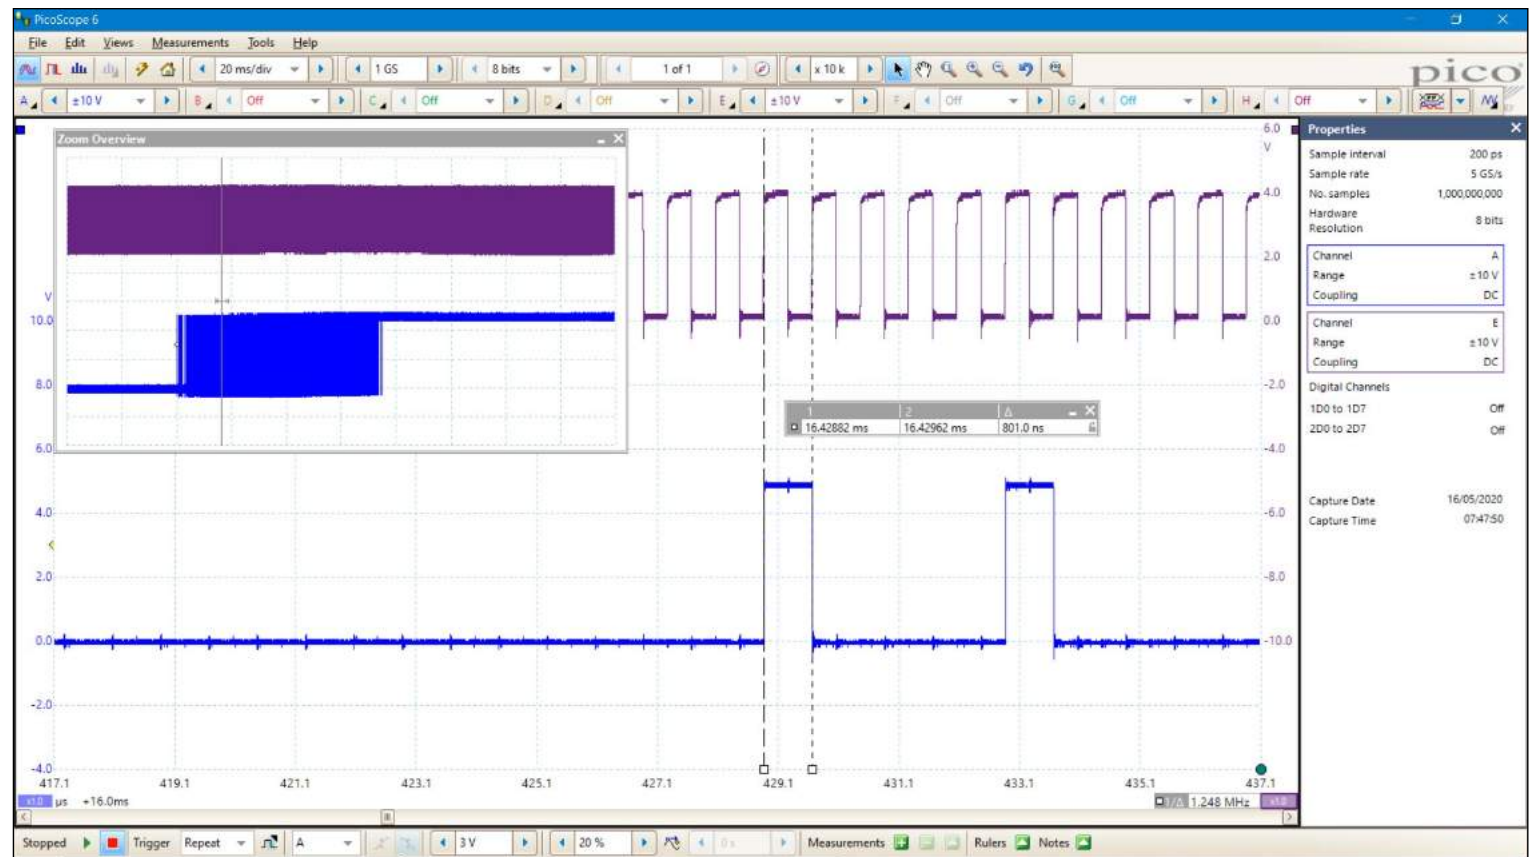 PicoScope 6
File Edit Views Measurements Tools Help
20 ms/div 1 GS 8 bits 1 of 1 x 10 k
pico
A ±10 V B Off C Off D Off E ±10 V F Off G Off H Off
Zoom Overview
6.0
V
4.0
2.0
0.0
-2.0
-4.0
-6.0
-8.0
-10.0
V
10.0
8.0
6.0
4.0
2.0
0.0
-2.0
-4.0
1 2 Δ
16.42882 ms 16.42962 ms 801.0 ns
417.1 419.1 421.1 423.1 425.1 427.1 429.1 431.1 433.1 435.1 437.1
x1.0 µs +16.0ms
1/Δ 1.248 MHz x1.0
Properties
Sample interval 200 ps
Sample rate 5 GS/s
No. samples 1,000,000,000
Hardware
Resolution 8 bits
Channel A
Range ±10 V
Coupling DC
Channel E
Range ±10 V
Coupling DC
Digital Channels
1D0 to 1D7 Off
2D0 to 2D7 Off
Capture Date 16/05/2020
Capture Time 07:47:50
Stopped Trigger Repeat A 3 V 20 % 0 s Measurements Rulers Notes